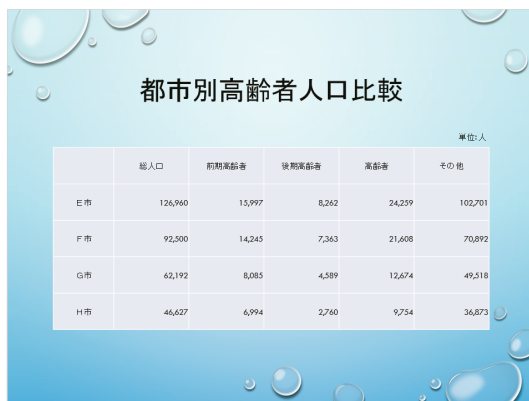 都市別高齢者人口比較
単位:人
総人口 前期高齢者 後期高齢者 高齢者 その他
E市 126,960 15,997 8,262 24,259 102,701
F市 92,500 14,245 7,363 21,608 70,892
G市 62,192 8,085 4,589 12,674 49,518
H市 46,627 6,994 2,760 9,754 36,873